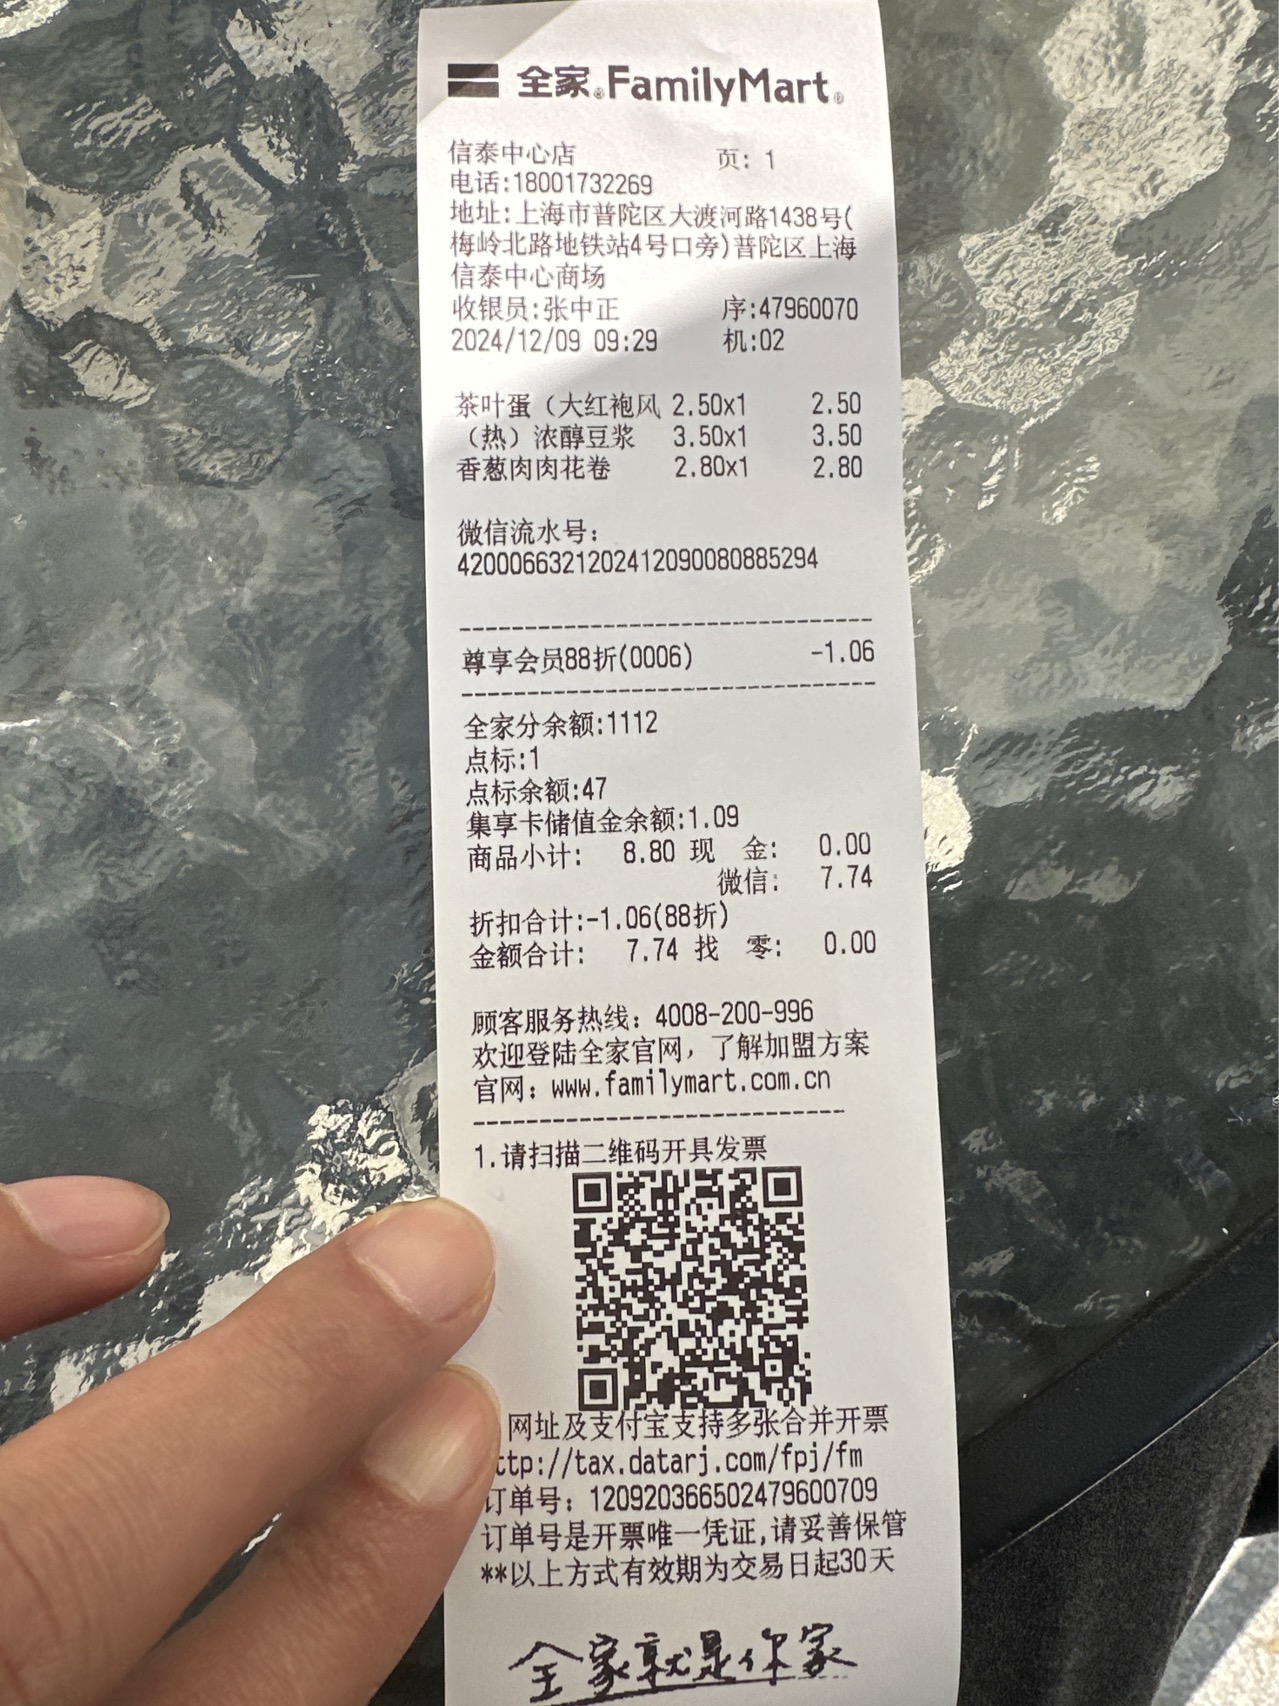 全家®FamilyMart®
信泰中心店 页: 1
电话:18001732269
地址:上海市普陀区大渡河路1438号(
梅岭北路地铁站4号口旁)普陀区上海
信泰中心商场
收银员:张中正 序:47960070
2024/12/09 09:29 机:02
茶叶蛋（大红袍风 2.50x1 2.50
（热）浓醇豆浆 3.50x1 3.50
香葱肉肉花卷 2.80x1 2.80
微信流水号:
4200066321202412090080885294
--------------------------------
尊享会员88折(0006) -1.06
--------------------------------
全家分余额:1112
点标:1
点标余额:47
集享卡储值金余额:1.09
商品小计: 8.80 现 金: 0.00
微信: 7.74
折扣合计:-1.06(88折)
金额合计: 7.74 找 零: 0.00
顾客服务热线: 4008-200-996
欢迎登陆全家官网，了解加盟方案
官网: www.familymart.com.cn
--------------------------------
1.请扫描二维码开具发票
网址及支付宝支持多张合并开票
ttp://tax.datarj.com/fpj/fm
订单号: 120920366502479600709
订单号是开票唯一凭证,请妥善保管
**以上方式有效期为交易日起30天
全家就是你家